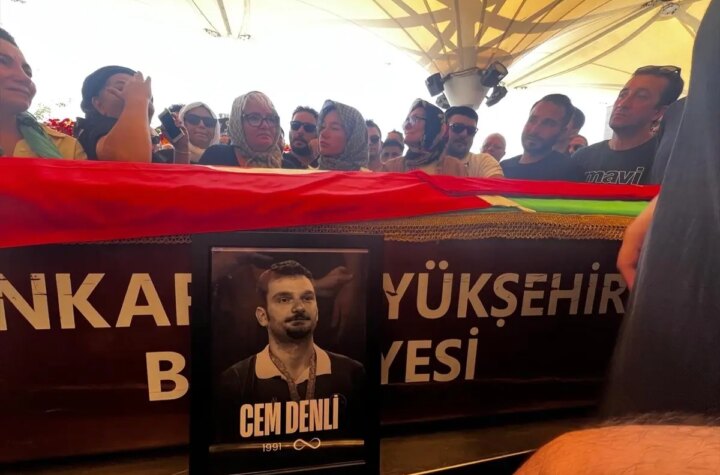 mavi
NKAR YÜKŞEHİR
B YESİ
CEM DENLİ
1991 - ∞